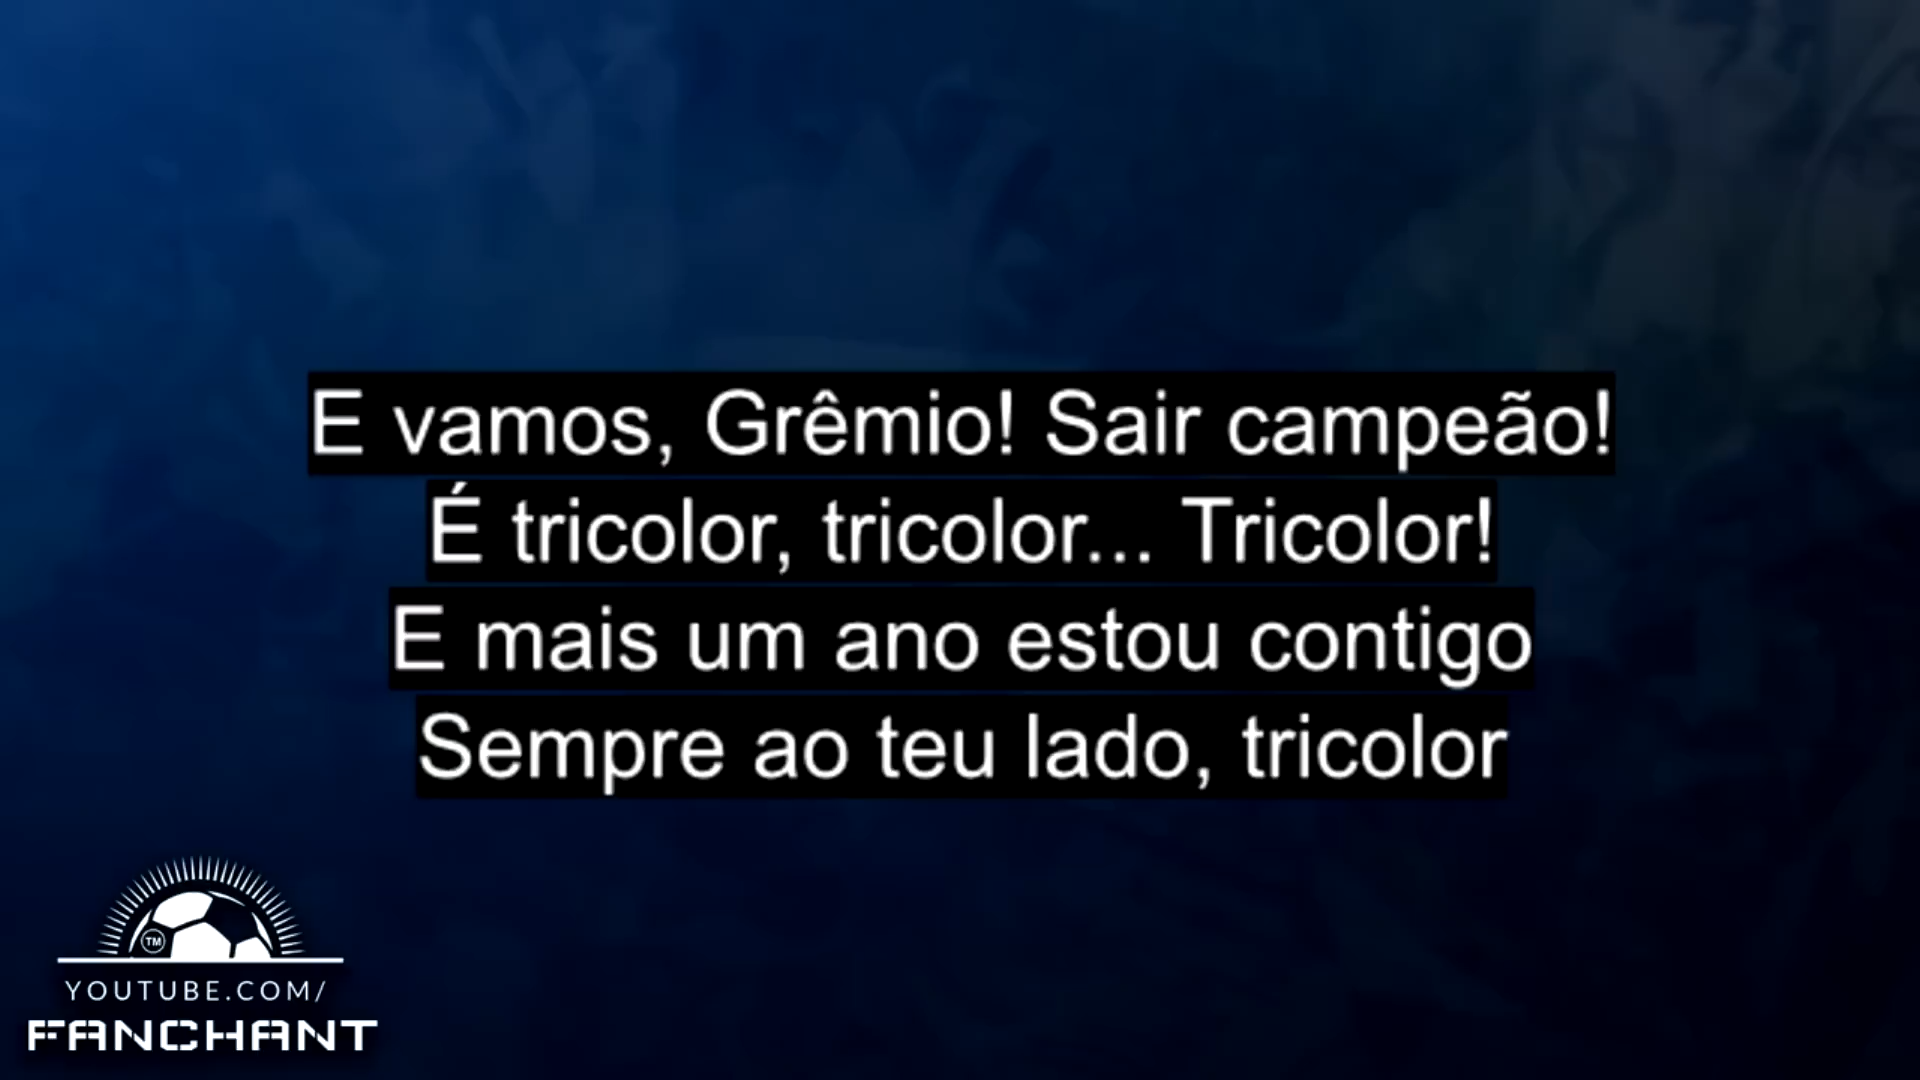 E vamos, Grêmio! Sair campeão!
É tricolor, tricolor... Tricolor!
E mais um ano estou contigo
Sempre ao teu lado, tricolor
TM
YOUTUBE.COM/
FANCHANT